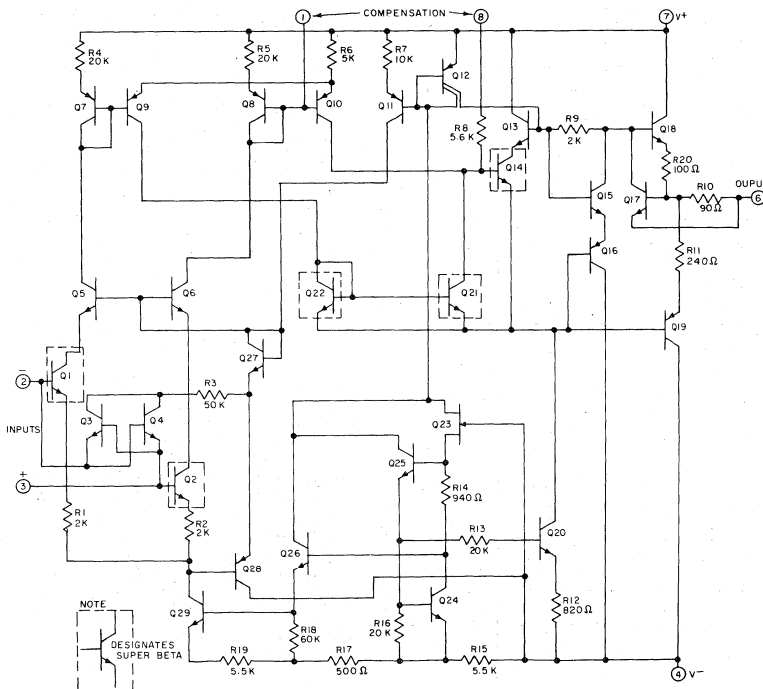 ① COMPENSATION ⑧ ⑦ V+
R4 20K
R5 20K
R6 5K
R7 10K
Q12
Q7 Q9 Q8 Q10 Q11
R8 5.6K
Q13
R9 2K
Q18
Q14
R20 100Ω
Q15
Q17
R10 90Ω
OUPUT ⑥
Q16
R11 240Ω
Q5 Q6 Q22 Q21
Q19
Q27
− ② Q1
R3 50K
Q3 Q4
INPUTS
Q23
Q25
+ ③ Q2
R14 940Ω
R1 2K
R2 2K
R13 20K
Q20
Q26
Q28
R12 820Ω
Q29
Q24
NOTE
DESIGNATES SUPER BETA
R18 60K
R16 20K
R19 5.5K
R17 500Ω
R15 5.5K
④ V−